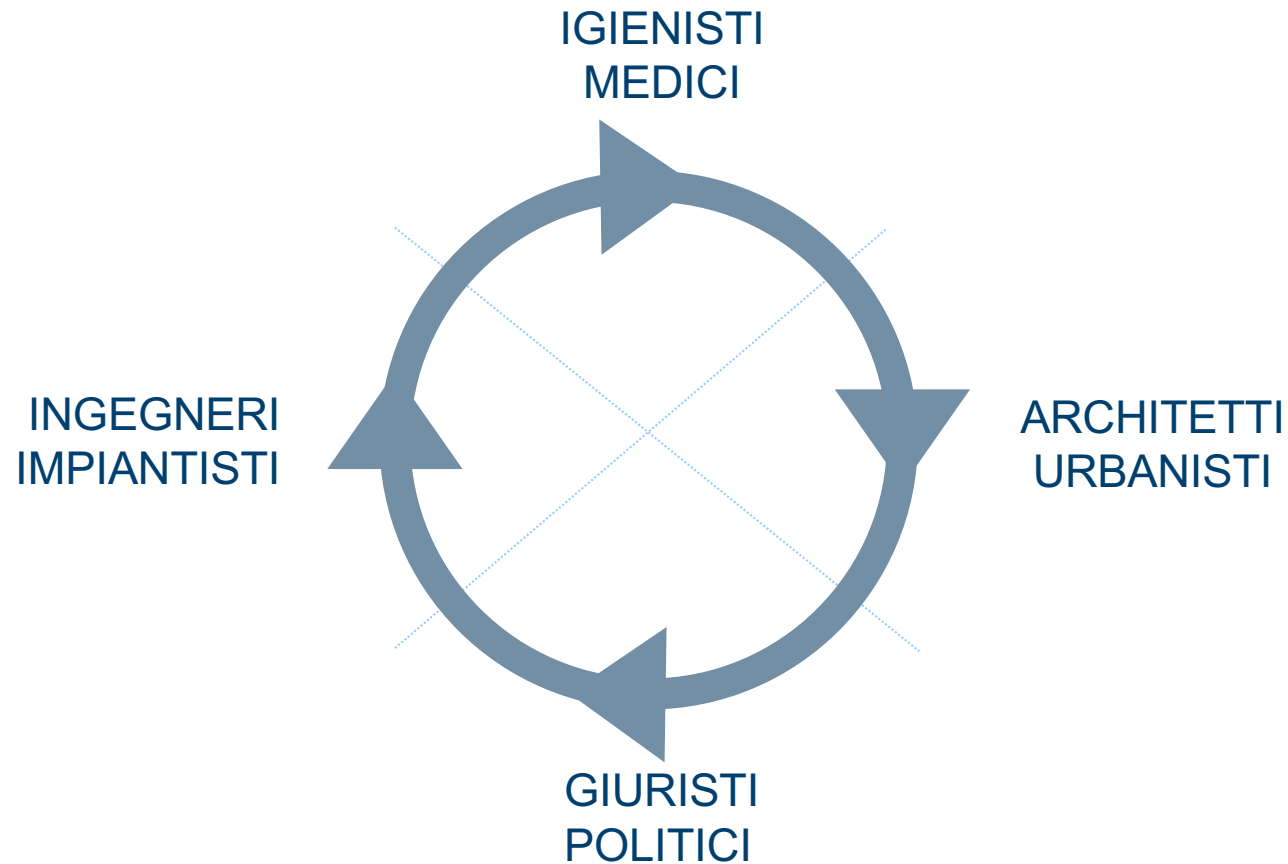 IGIENISTI
MEDICI
INGEGNERI
IMPIANTISTI
ARCHITETTI
URBANISTI
GIURISTI
POLITICI